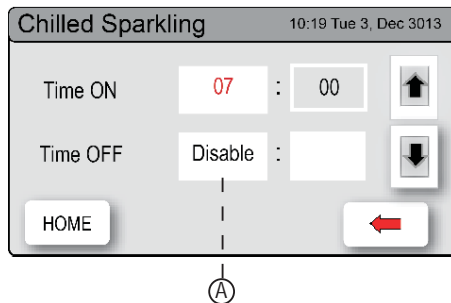 Chilled Sparkling 10:19 Tue 3, Dec 3013
Time ON 07 : 00
Time OFF Disable :
HOME
A